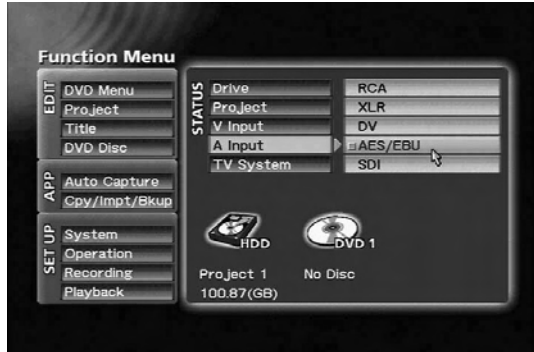 Function Menu
EDIT
DVD Menu
Project
Title
DVD Disc
APP
Auto Capture
Cpy/Impt/Bkup
SET UP
System
Operation
Recording
Playback
STATUS
Drive
Project
V Input
A Input
TV System
RCA
XLR
DV
AES/EBU
SDI
HDD
DVD 1
Project 1
No Disc
100.87(GB)